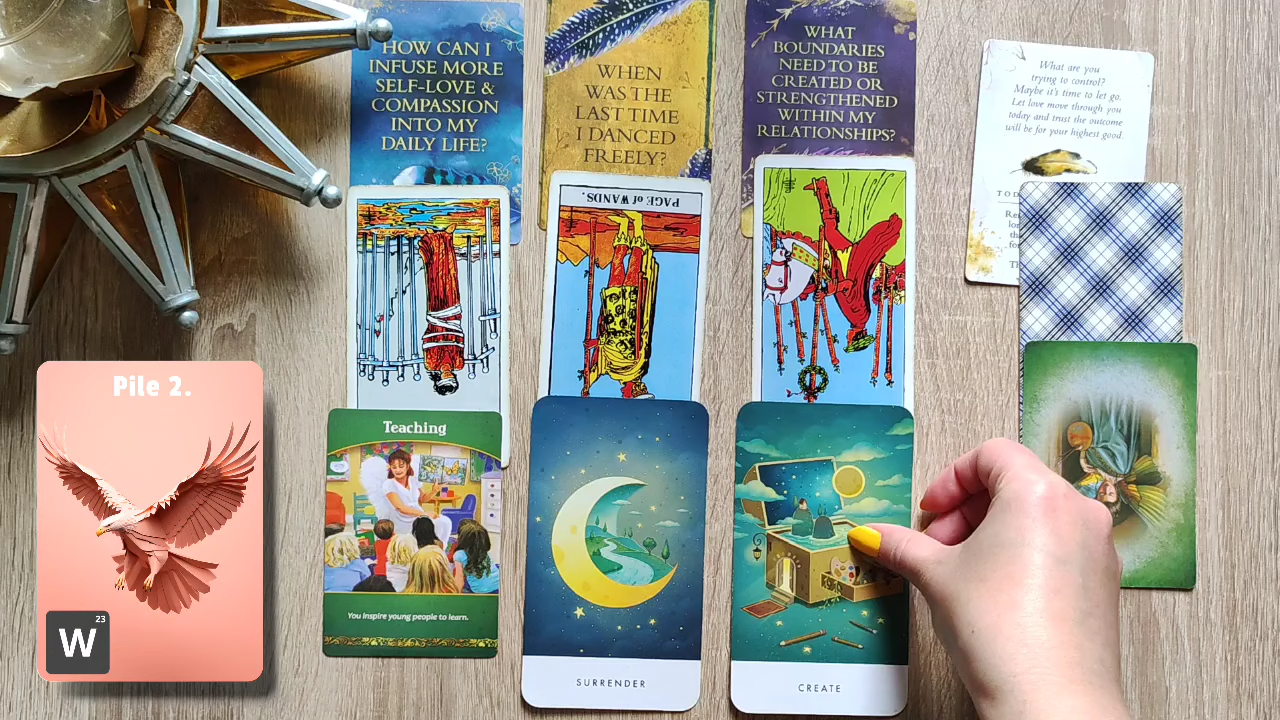 HOW CAN I
INFUSE MORE
SELF-LOVE &
COMPASSION
INTO MY
DAILY LIFE?
WHEN
WAS THE
LAST TIME
I DANCED
FREELY?
WHAT
BOUNDARIES
NEED TO BE
CREATED OR
STRENGTHENED
WITHIN MY
RELATIONSHIPS?
What are you
trying to control?
Maybe it's time to let go.
Let love move through you
today and trust the outcome
will be for your highest good.
PAGE of WANDS.
Pile 2.
23
W
Teaching
You inspire young people to learn.
SURRENDER
CREATE